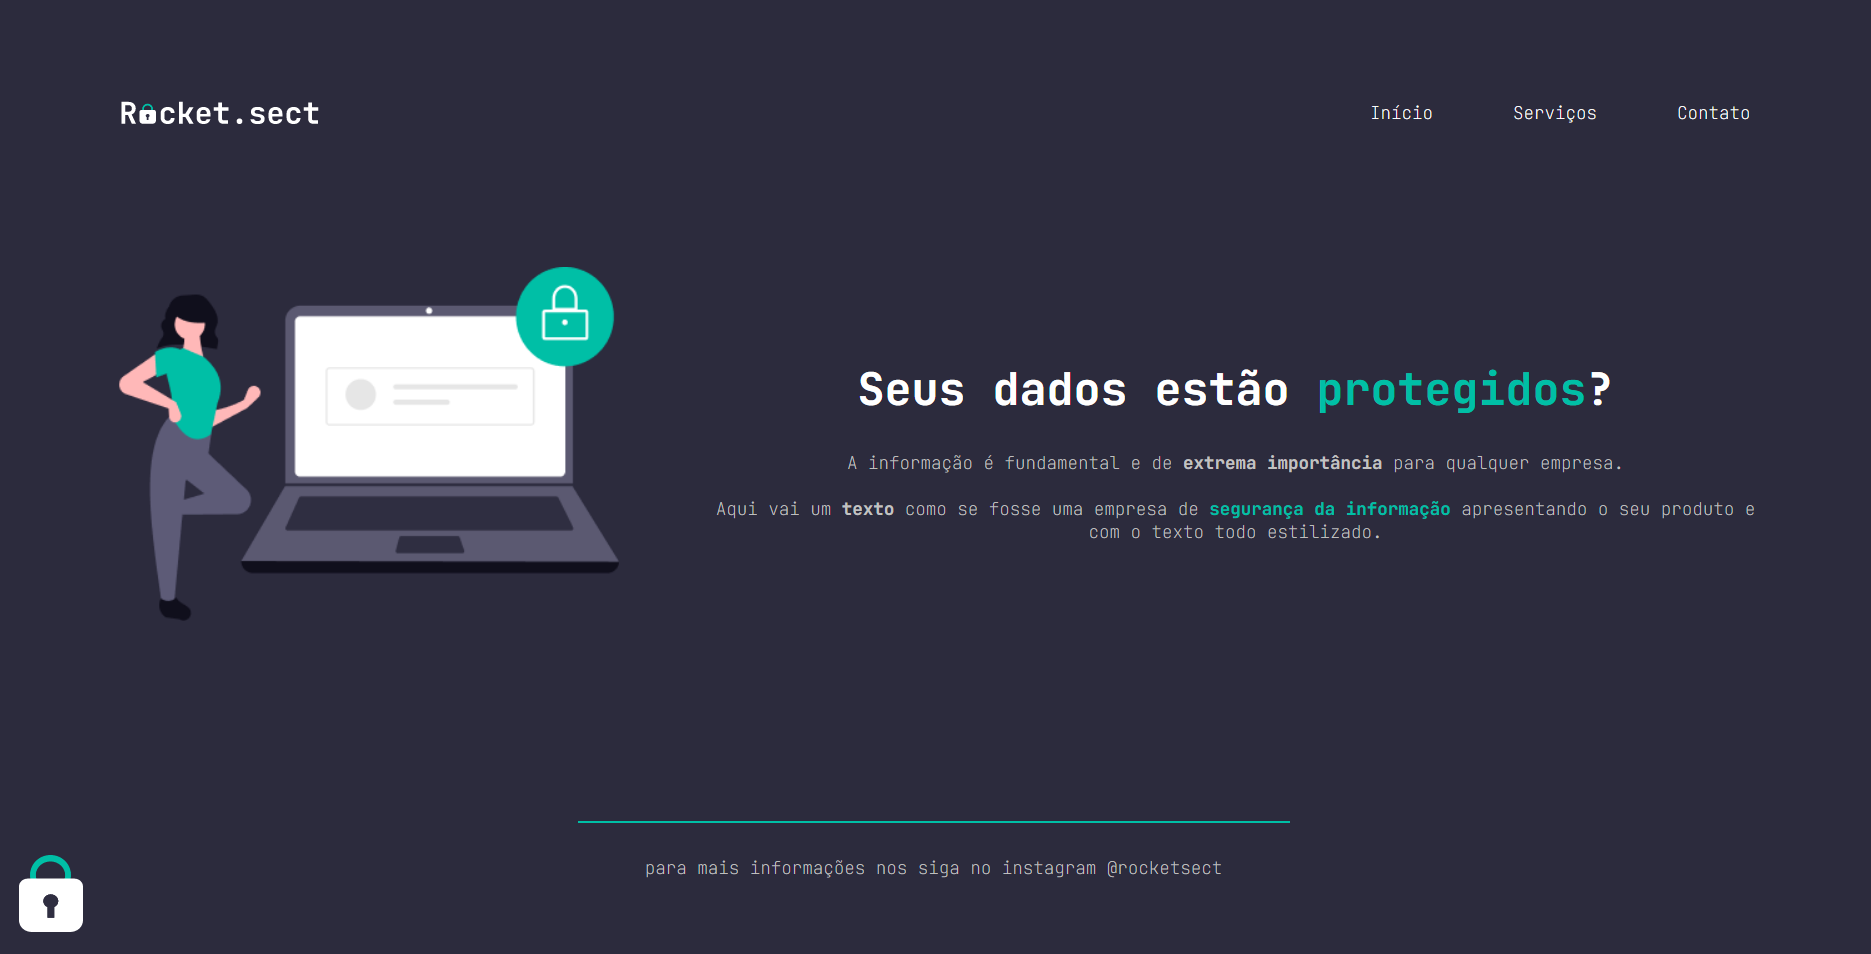 Rocket.sect
Início
Serviços
Contato
Seus dados estão protegidos?
A informação é fundamental e de extrema importância para qualquer empresa.
Aqui vai um texto como se fosse uma empresa de segurança da informação apresentando o seu produto e
com o texto todo estilizado.
para mais informações nos siga no instagram @rocketsect